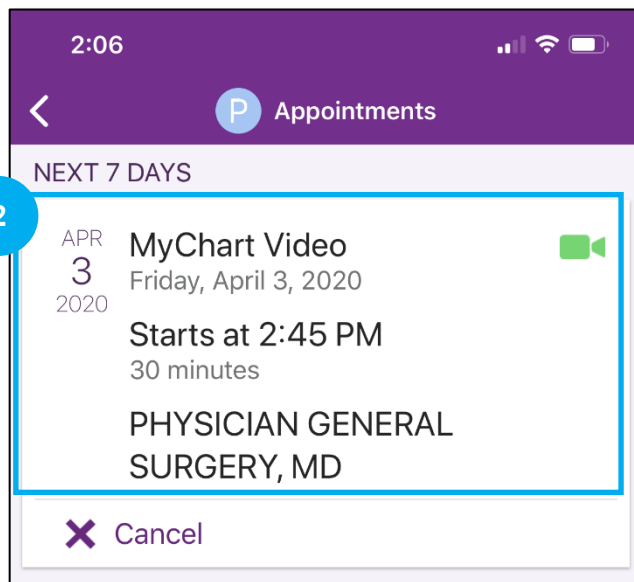 2:06
P Appointments
NEXT 7 DAYS
2
APR
3
2020
MyChart Video
Friday, April 3, 2020
Starts at 2:45 PM
30 minutes
PHYSICIAN GENERAL
SURGERY, MD
Cancel